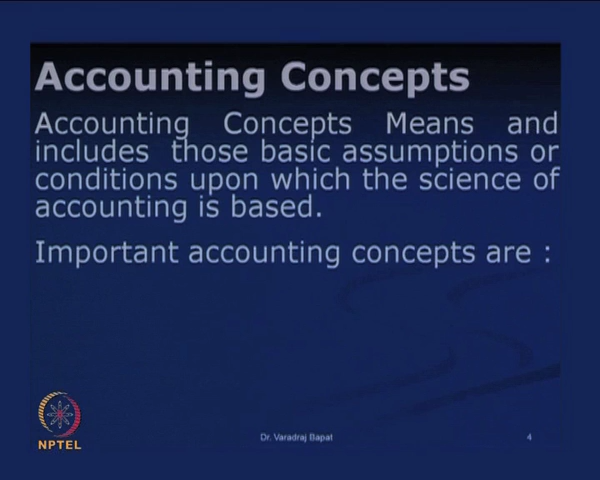 Accounting Concepts
Accounting Concepts Means and
includes those basic assumptions or
conditions upon which the science of
accounting is based.
Important accounting concepts are :
NPTEL
Dr. Varadraj Bapat
4